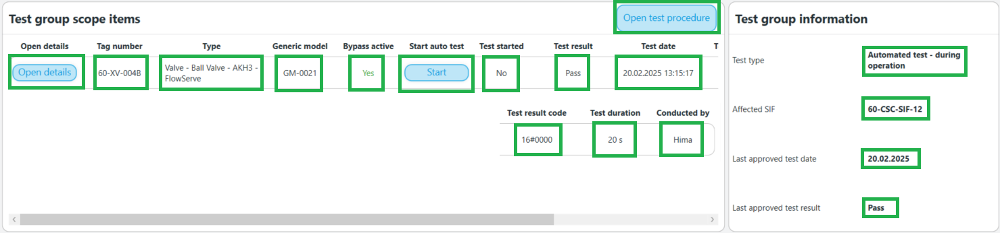 Test group scope items
Open test procedure
Open details Tag number Type Generic model Bypass active Start auto test Test started Test result Test date T
Open details 60-XV-004B Valve - Ball Valve - AKH3 - GM-0021 Yes Start No Pass 20.02.2025 13:15:17
FlowServe
Test result code Test duration Conducted by
16#0000 20 s Hima
Test group information
Test type Automated test - during
operation
Affected SIF 60-CSC-SIF-12
Last approved test date 20.02.2025
Last approved test result Pass